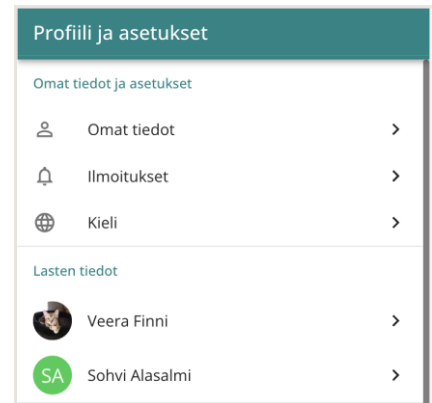 Profiili ja asetukset
Omat tiedot ja asetukset
Omat tiedot
Ilmoitukset
Kieli
Lasten tiedot
Veera Finni
SA
Sohvi Alasalmi